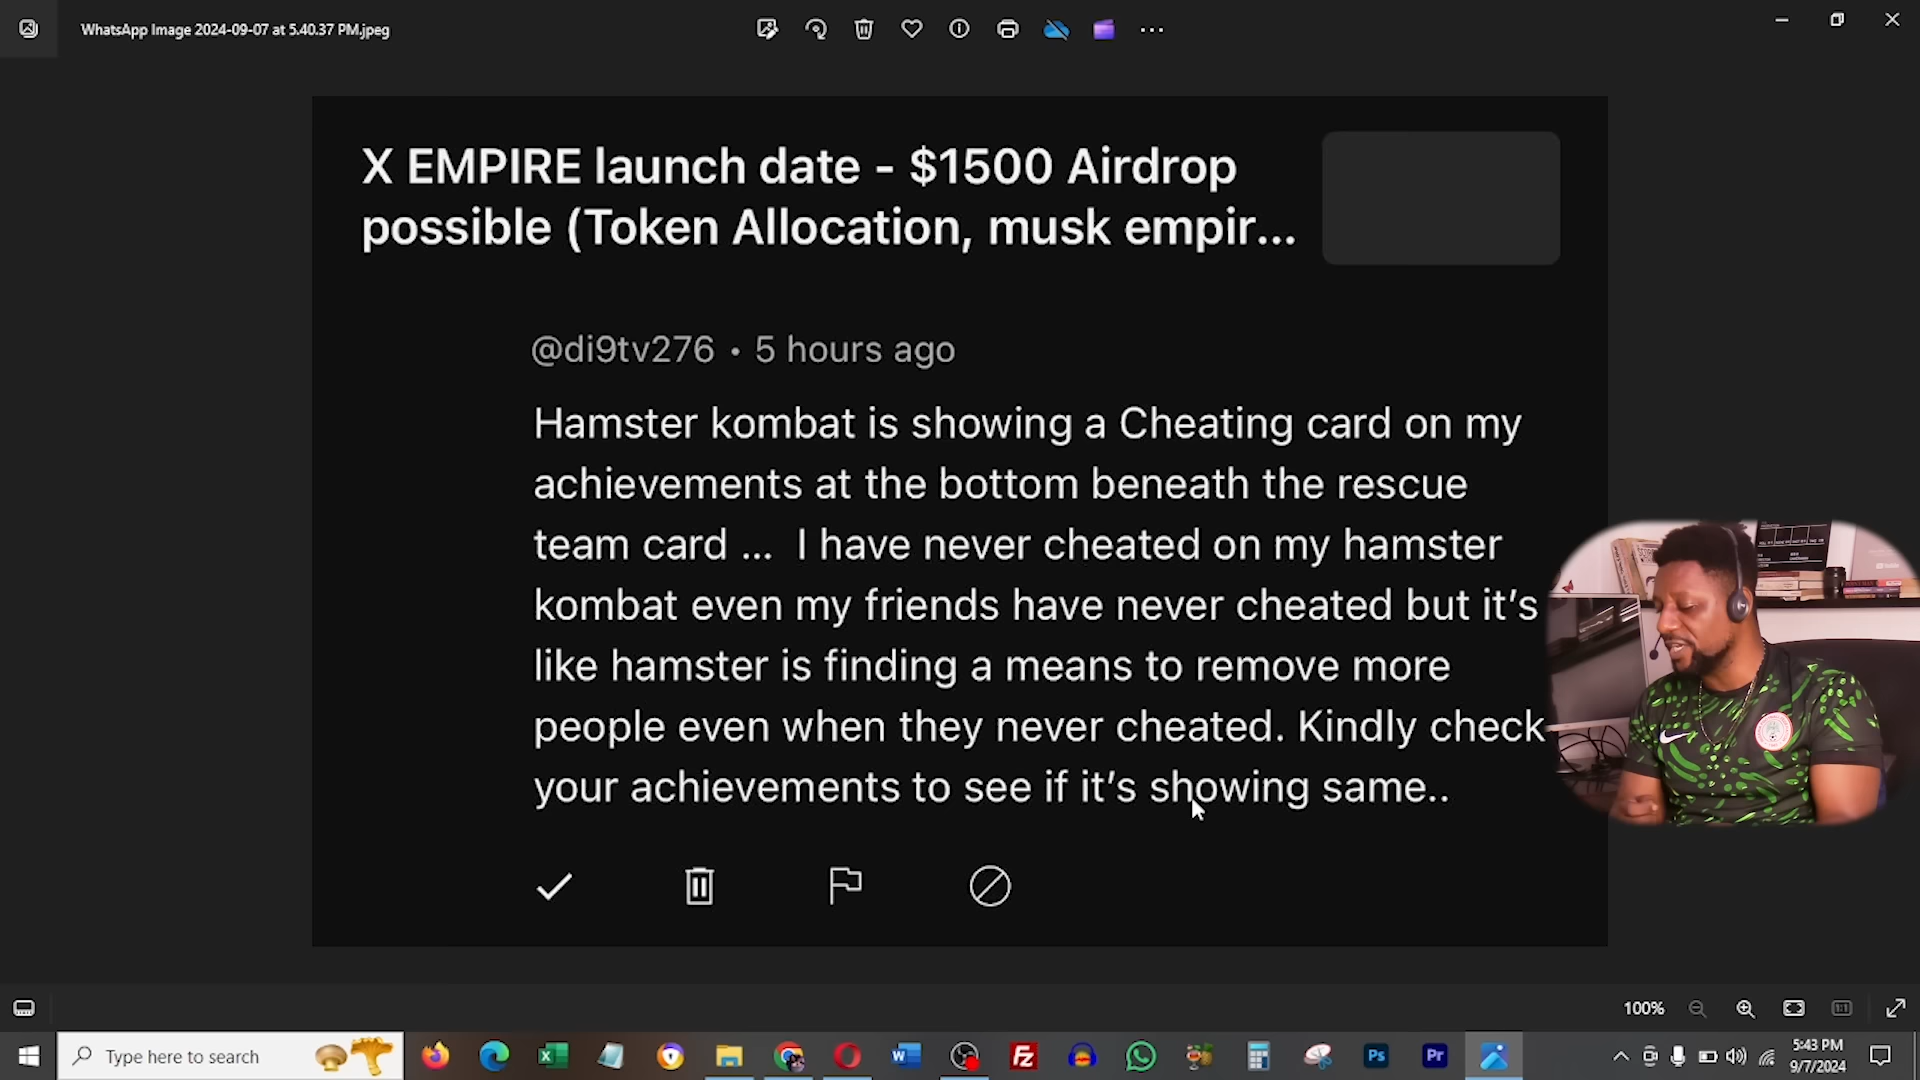 WhatsApp Image 2024-09-07 at 5.40.37 PM.jpeg
X EMPIRE launch date - $1500 Airdrop
possible (Token Allocation, musk empir...
@di9tv276 • 5 hours ago
Hamster kombat is showing a Cheating card on my
achievements at the bottom beneath the rescue
team card ... I have never cheated on my hamster
kombat even my friends have never cheated but it’s
like hamster is finding a means to remove more
people even when they never cheated. Kindly check
your achievements to see if it’s showing same..
100%
Type here to search
5:43 PM
9/7/2024